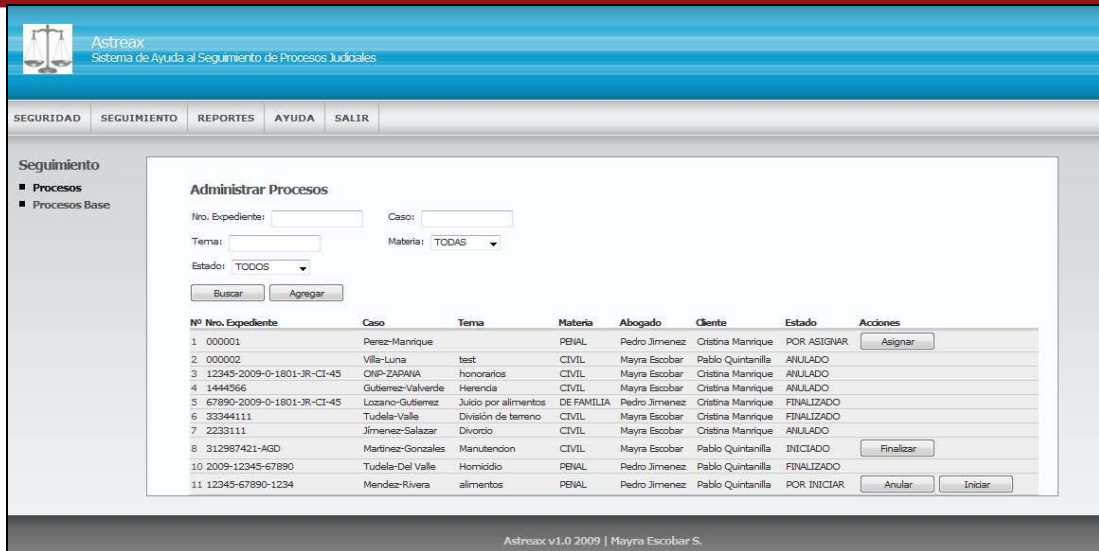 Astreax
Sistema de Ayuda al Seguimiento de Procesos Judiciales
SEGURIDAD SEGUIMIENTO REPORTES AYUDA SALIR
Seguimiento
Procesos
Procesos Base
Administrar Procesos
Nro. Expediente: Caso:
Tema: Materia: TODAS
Estado: TODOS
Buscar Agregar
Nº Nro. Expediente Caso Tema Materia Abogado Cliente Estado Acciones
1 000001 Perez-Manrique PENAL Pedro Jimenez Cristina Manrique POR ASIGNAR Asignar
2 000002 Villa-Luna test CIVIL Mayra Escobar Pablo Quintanilla ANULADO
3 12345-2009-0-1801-JR-CI-45 ONP-ZAPANA honorarios CIVIL Mayra Escobar Cristina Manrique ANULADO
4 1444566 Gutierrez-Valverde Herencia CIVIL Mayra Escobar Cristina Manrique ANULADO
5 67890-2009-0-1801-JR-CI-45 Lozano-Gutierrez Juicio por alimentos DE FAMILIA Pedro Jimenez Cristina Manrique FINALIZADO
6 33344111 Tudela-Valle División de terreno CIVIL Mayra Escobar Cristina Manrique FINALIZADO
7 2233111 Jímenez-Salazar Divorcio CIVIL Mayra Escobar Cristina Manrique ANULADO
8 312987421-AGD Martinez-Gonzales Manutencion CIVIL Mayra Escobar Pablo Quintanilla INICIADO Finalizar
10 2009-12345-67890 Tudela-Del Valle Homicidio PENAL Pedro Jimenez Pablo Quintanilla FINALIZADO
11 12345-67890-1234 Mendez-Rivera alimentos PENAL Pedro Jimenez Pablo Quintanilla POR INICIAR Anular Iniciar
Astreax v1.0 2009 | Mayra Escobar S.